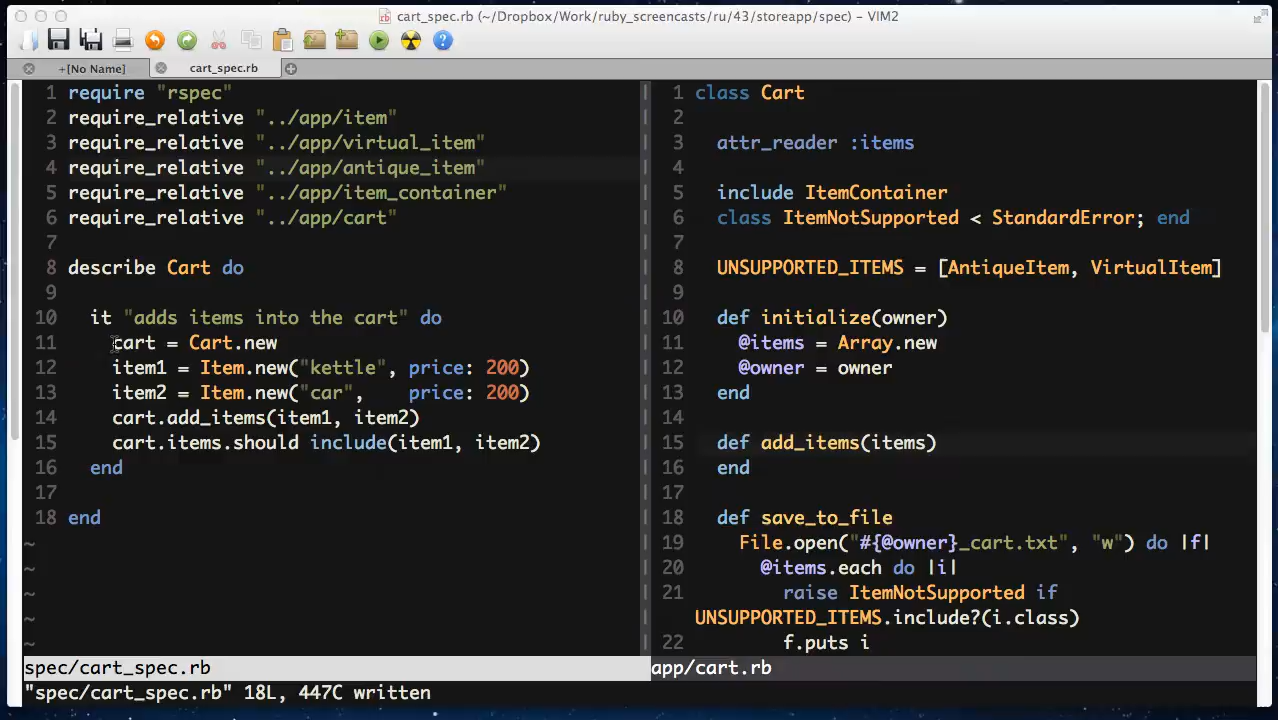 cart_spec.rb (~/Dropbox/Work/ruby_screencasts/ru/43/storeapp/spec) – VIM2
+[No Name]
cart_spec.rb
1 require "rspec"
2 require_relative "../app/item"
3 require_relative "../app/virtual_item"
4 require_relative "../app/antique_item"
5 require_relative "../app/item_container"
6 require_relative "../app/cart"
7
8 describe Cart do
9
10 it "adds items into the cart" do
11 cart = Cart.new
12 item1 = Item.new("kettle", price: 200)
13 item2 = Item.new("car", price: 200)
14 cart.add_items(item1, item2)
15 cart.items.should include(item1, item2)
16 end
17
18 end
~
~
~
~
~
spec/cart_spec.rb
1 class Cart
2
3 attr_reader :items
4
5 include ItemContainer
6 class ItemNotSupported < StandardError; end
7
8 UNSUPPORTED_ITEMS = [AntiqueItem, VirtualItem]
9
10 def initialize(owner)
11 @items = Array.new
12 @owner = owner
13 end
14
15 def add_items(items)
16 end
17
18 def save_to_file
19 File.open("#{@owner}_cart.txt", "w") do |f|
20 @items.each do |i|
21 raise ItemNotSupported if
UNSUPPORTED_ITEMS.include?(i.class)
22 f.puts i
app/cart.rb
"spec/cart_spec.rb" 18L, 447C written